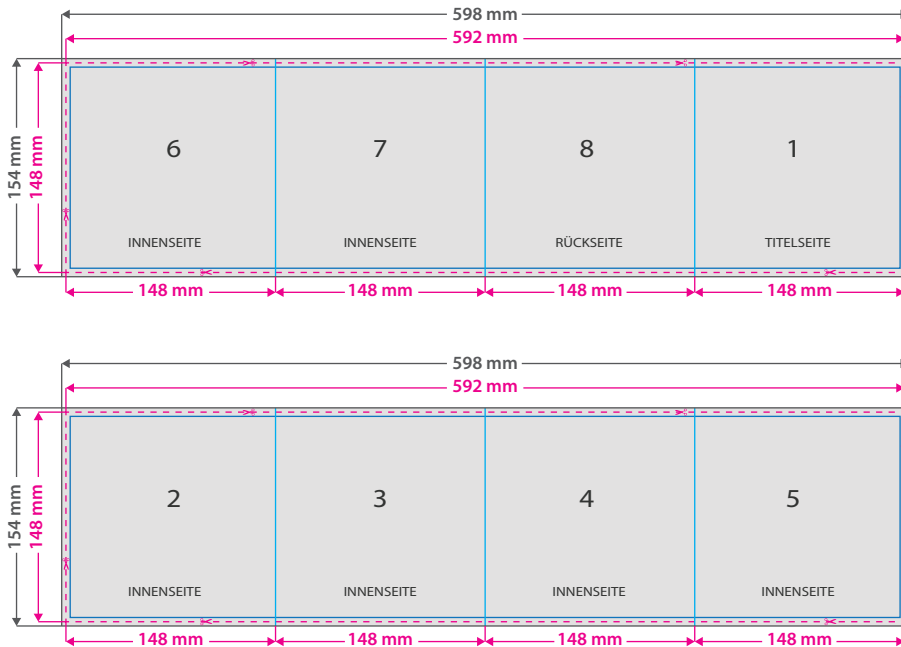 598 mm
592 mm
154 mm
148 mm
6 7 8 1
INNENSEITE INNENSEITE RÜCKSEITE TITELSEITE
148 mm 148 mm 148 mm 148 mm
598 mm
592 mm
154 mm
148 mm
2 3 4 5
INNENSEITE INNENSEITE INNENSEITE INNENSEITE
148 mm 148 mm 148 mm 148 mm